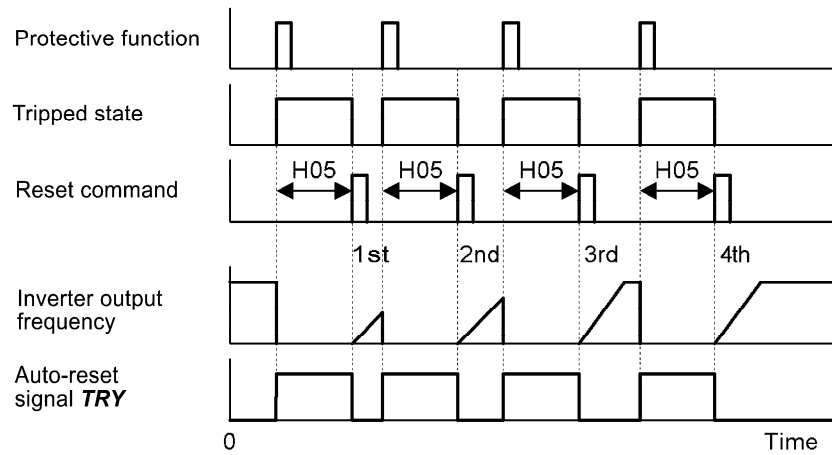 Protective function
Tripped state
H05 H05 H05 H05
Reset command
1st 2nd 3rd 4th
Inverter output
frequency
Auto-reset
signal TRY
0 Time